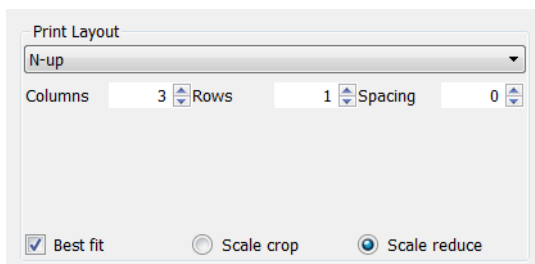 Print Layout
N-up
Columns 3 Rows 1 Spacing 0
Best fit Scale crop Scale reduce